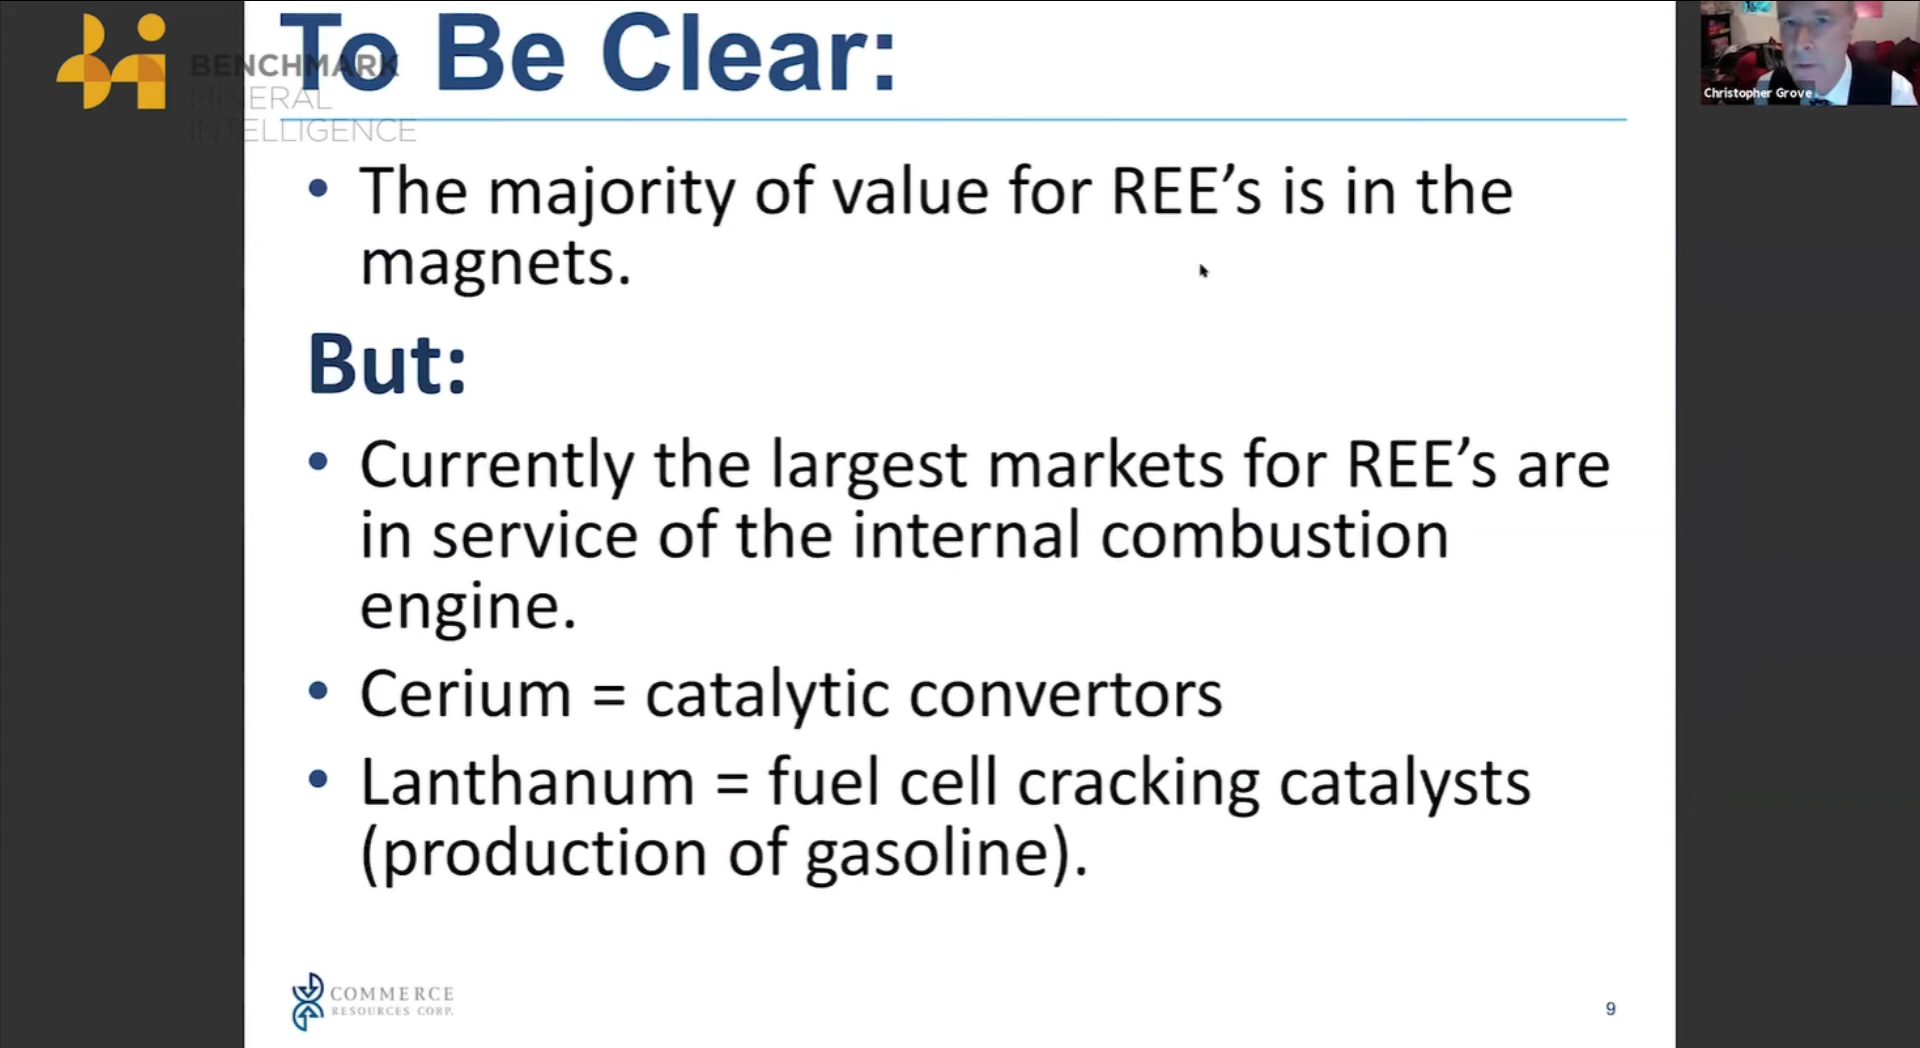 To Be Clear:
BENCHMARK
MINERAL
INTELLIGENCE
Christopher Grove
• The majority of value for REE’s is in the
magnets.
But:
• Currently the largest markets for REE’s are
in service of the internal combustion
engine.
• Cerium = catalytic convertors
• Lanthanum = fuel cell cracking catalysts
(production of gasoline).
COMMERCE
RESOURCES CORP.
9